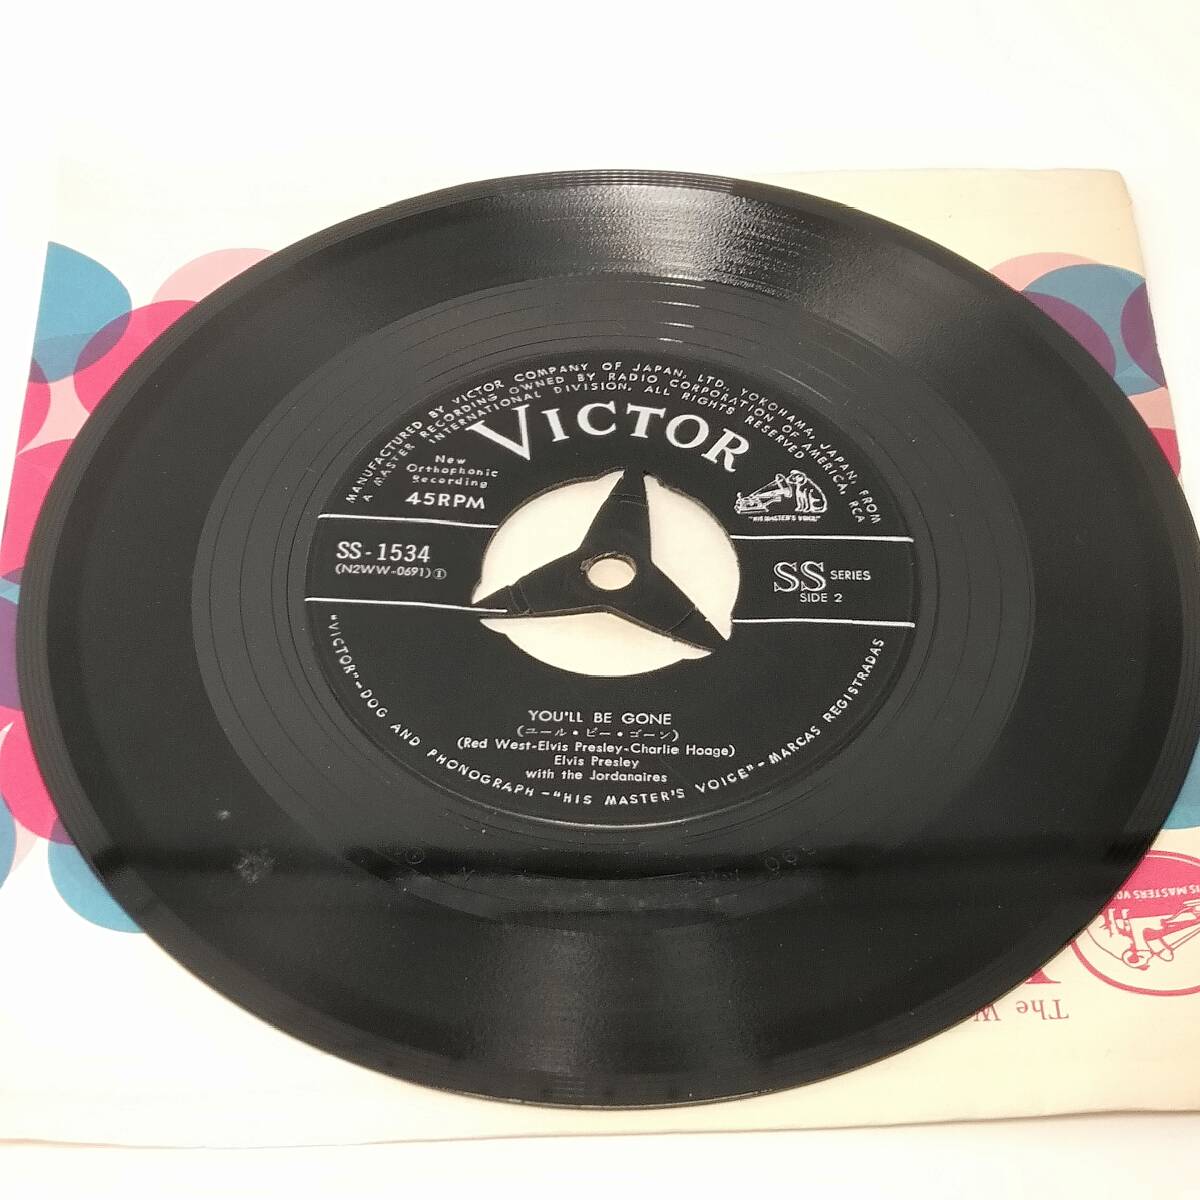 MANUFACTURED BY VICTOR COMPANY OF JAPAN, LTD., YOKOHAMA, JAPAN, FROM
A MASTER RECORDING OWNED BY RADIO CORPORATION OF AMERICA, RCA
INTERNATIONAL DIVISION, ALL RIGHTS RESERVED
VICTOR
New
Orthophonic
Recording
45RPM
"HIS MASTER'S VOICE"
SS-1534
(N2WW-0691)①
SS SERIES
SIDE 2
YOU'LL BE GONE
(ユール・ビー・ゴーン)
(Red West-Elvis Presley-Charlie Hoage)
Elvis Presley
with the Jordanaires
"VICTOR"-DOG AND PHONOGRAPH-"HIS MASTER'S VOICE"-MARCAS REGISTRADAS
MASTERS
The